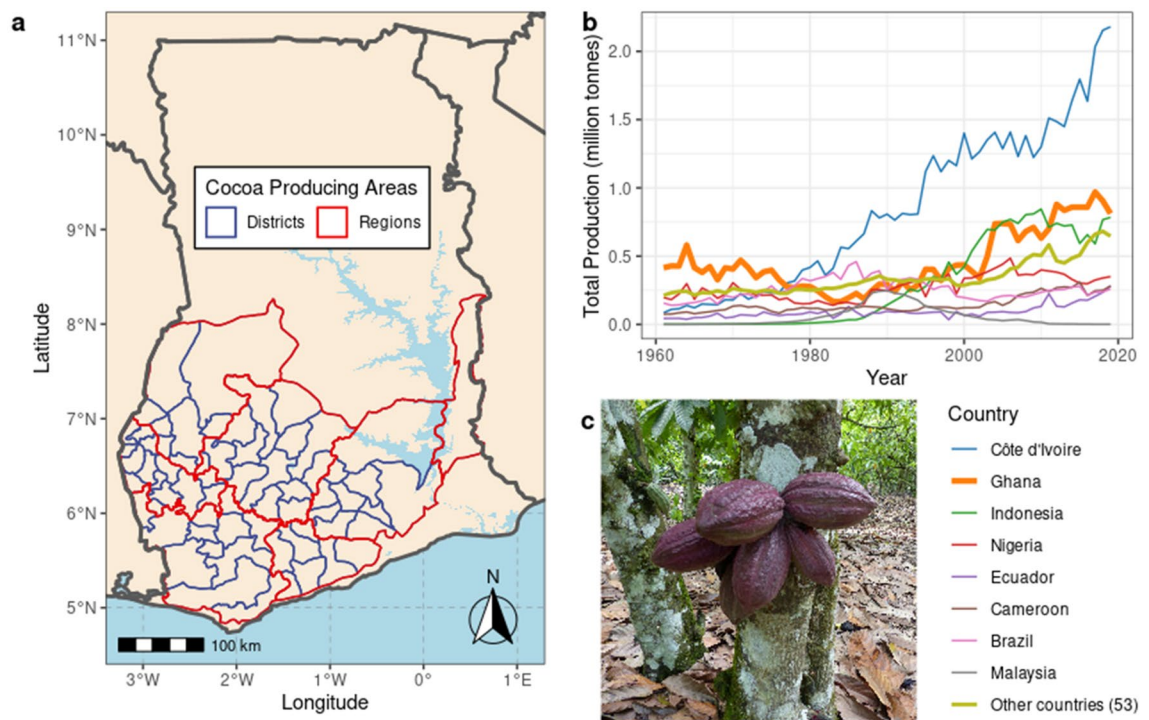 a
11°N
10°N
9°N
8°N
7°N
6°N
5°N
Latitude
Cocoa Producing Areas
Districts Regions
N
100 km
3°W 2°W 1°W 0° 1°E
Longitude
b
Total Production (million tonnes)
2.0
1.5
1.0
0.5
0.0
1960 1980 2000 2020
Year
c
Country
Côte d'Ivoire
Ghana
Indonesia
Nigeria
Ecuador
Cameroon
Brazil
Malaysia
Other countries (53)